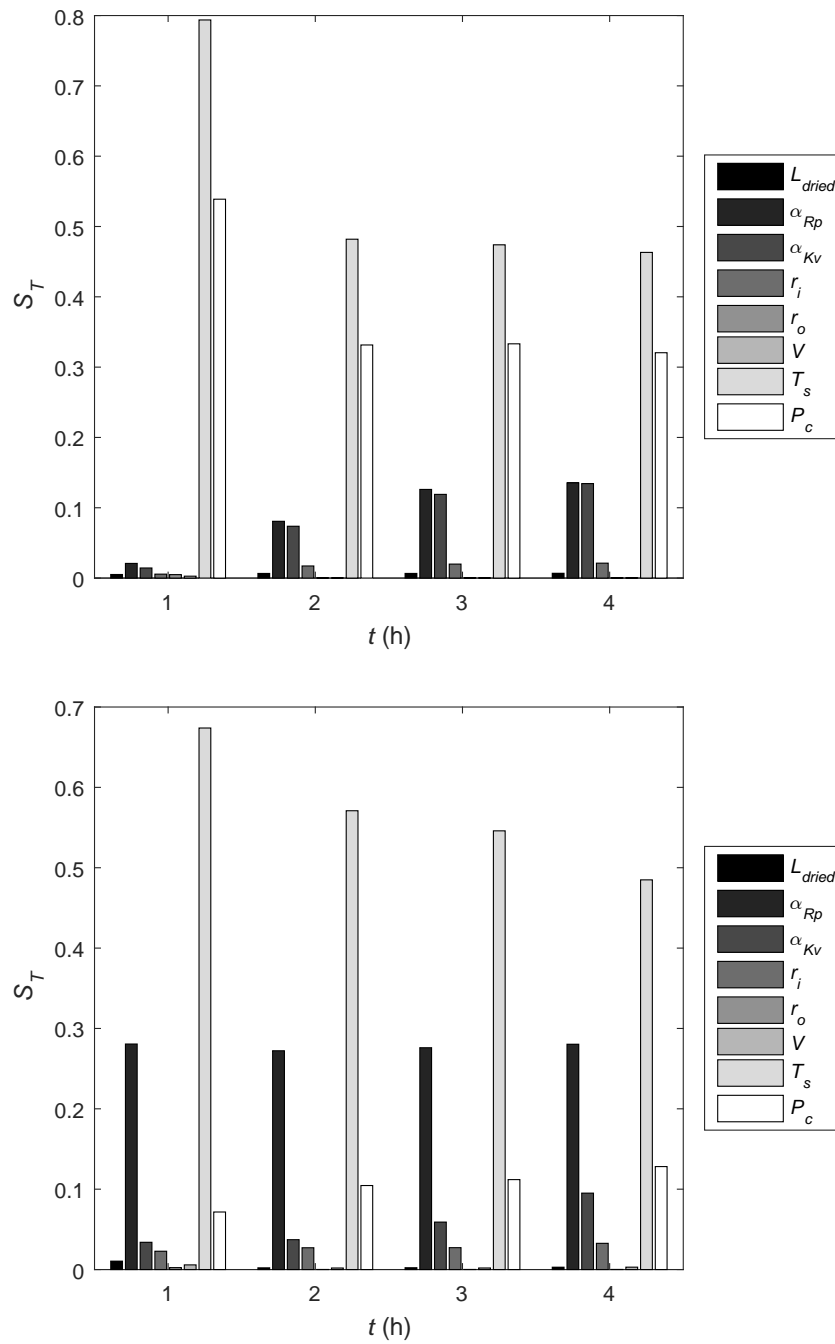 0.8
0.7
0.6
0.5
0.4
0.3
0.2
0.1
0
S_T
1 2 3 4
t (h)
L_dried
α_Rp
α_Kv
r_i
r_o
V
T_s
P_c
0.7
0.6
0.5
0.4
0.3
0.2
0.1
0
S_T
1 2 3 4
t (h)
L_dried
α_Rp
α_Kv
r_i
r_o
V
T_s
P_c